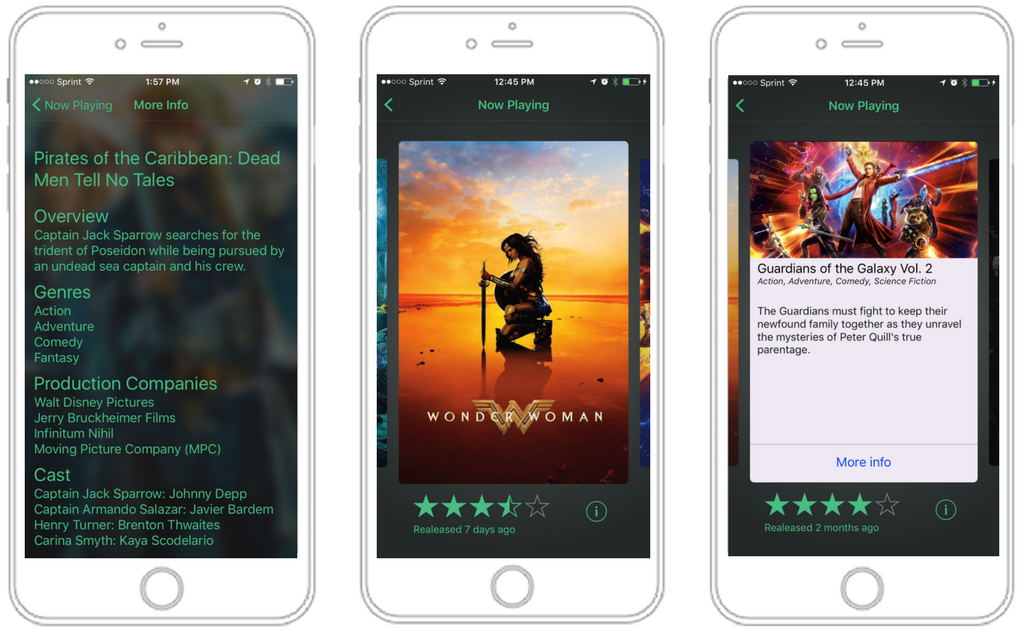 Sprint 1:57 PM
Now Playing More Info
Pirates of the Caribbean: Dead
Men Tell No Tales
Overview
Captain Jack Sparrow searches for the
trident of Poseidon while being pursued by
an undead sea captain and his crew.
Genres
Action
Adventure
Comedy
Fantasy
Production Companies
Walt Disney Pictures
Jerry Bruckheimer Films
Infinitum Nihil
Moving Picture Company (MPC)
Cast
Captain Jack Sparrow: Johnny Depp
Captain Armando Salazar: Javier Bardem
Henry Turner: Brenton Thwaites
Carina Smyth: Kaya Scodelario
Sprint 12:45 PM
Now Playing
WONDER WOMAN
Realeased 7 days ago
Sprint 12:45 PM
Now Playing
Guardians of the Galaxy Vol. 2
Action, Adventure, Comedy, Science Fiction
The Guardians must fight to keep their
newfound family together as they unravel
the mysteries of Peter Quill's true
parentage.
More info
Realeased 2 months ago